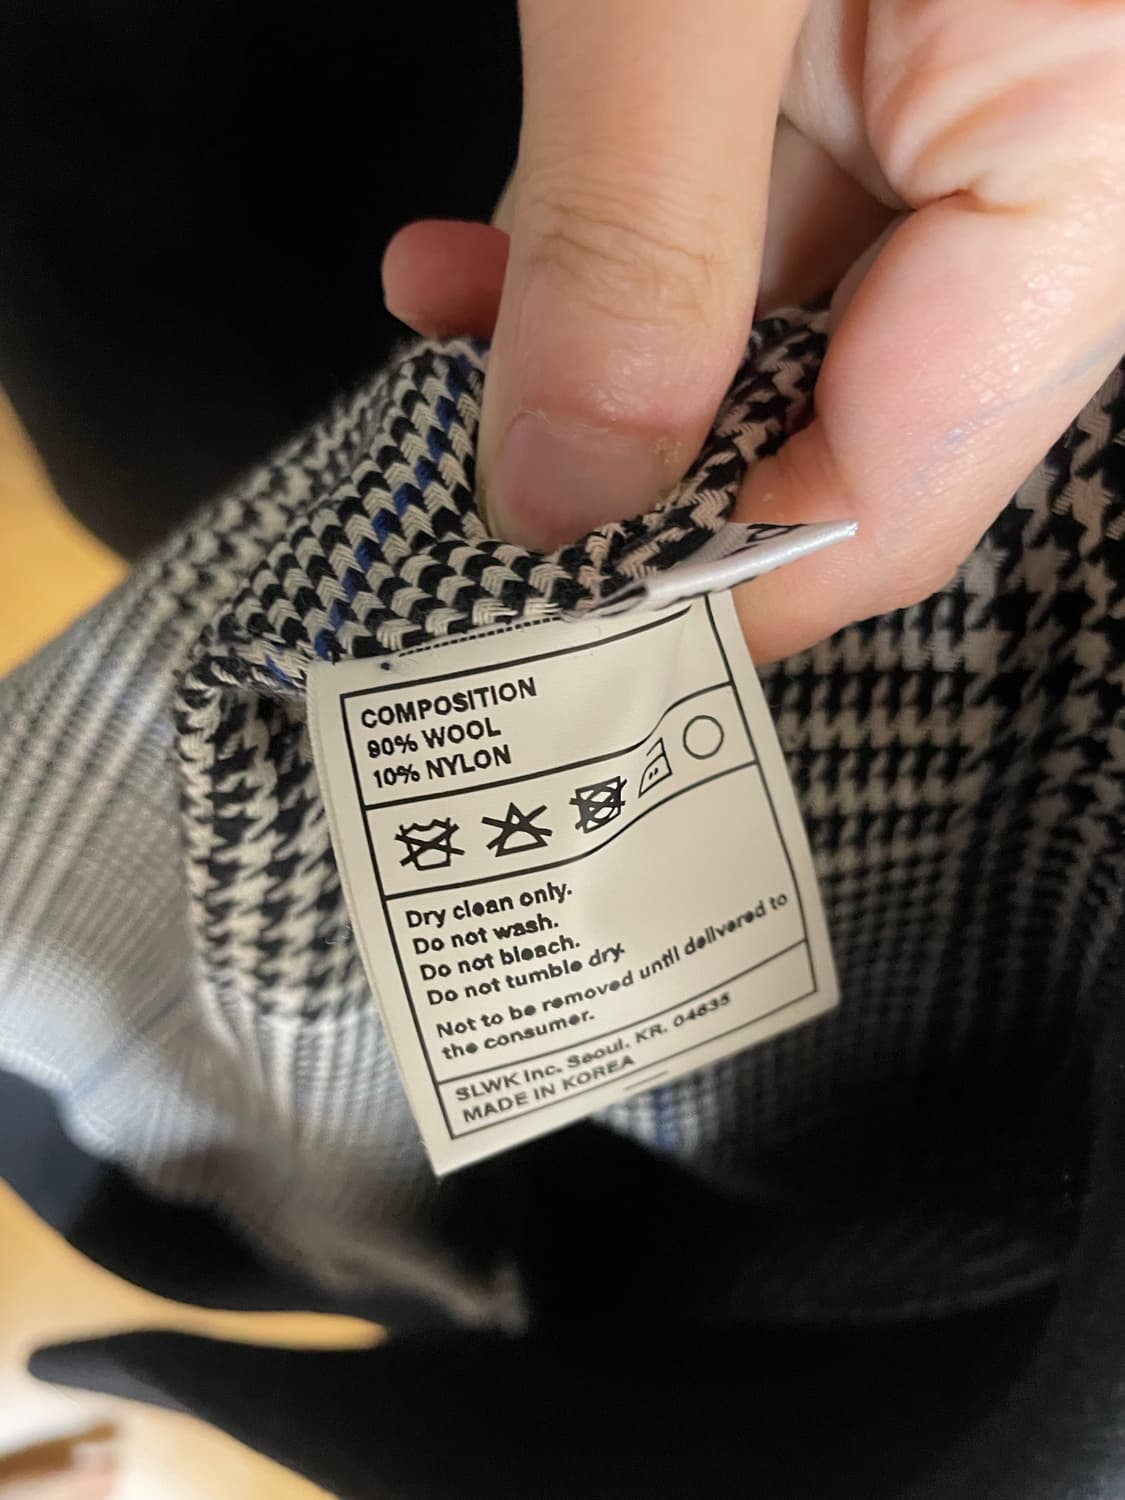 COMPOSITION
90% WOOL
10% NYLON
Dry clean only.
Do not wash.
Do not bleach.
Do not tumble dry.
Not to be removed until delivered to
the consumer.
SLWK Inc. Seoul. KR. 04635
MADE IN KOREA